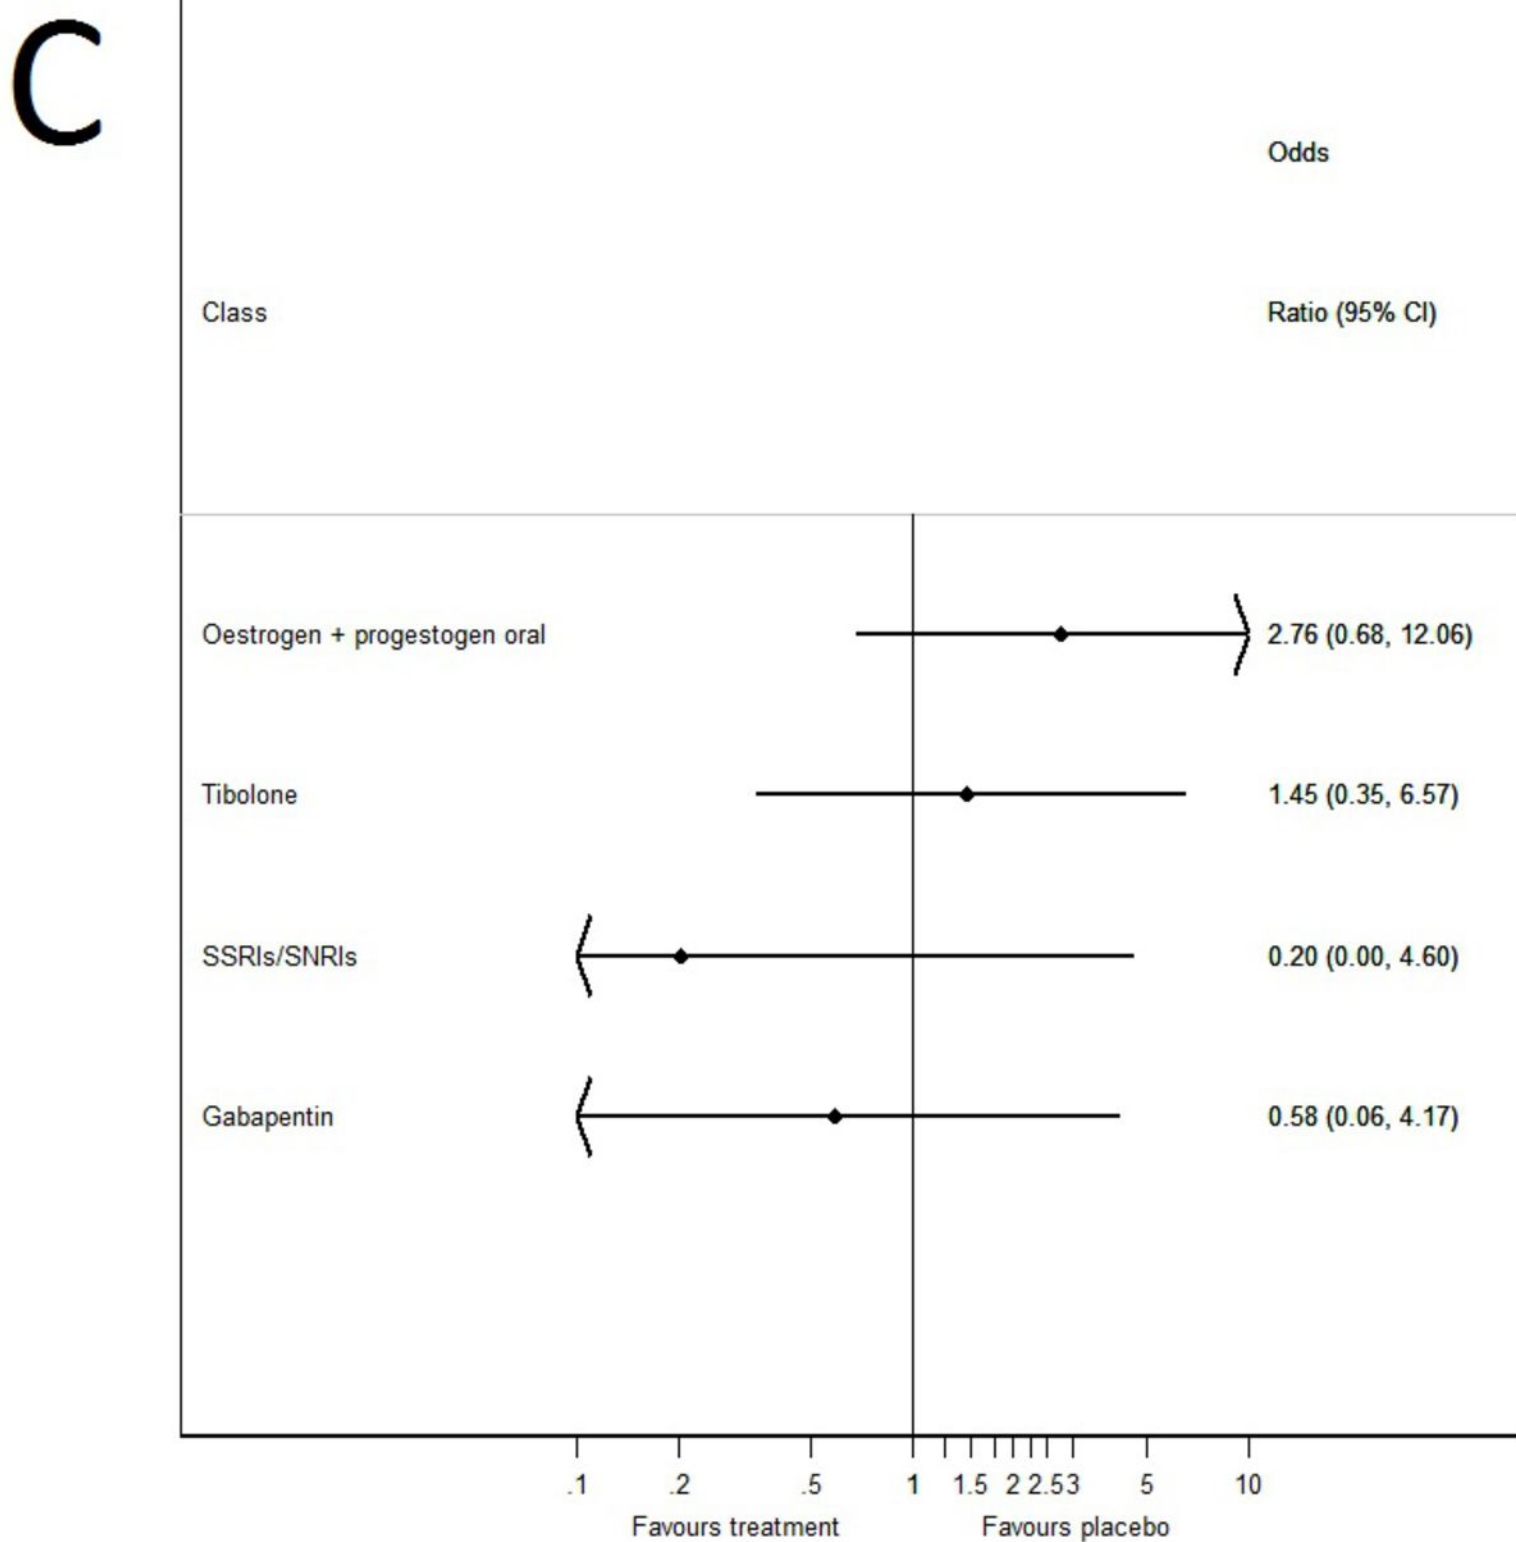 C
Odds
Class Ratio (95% CI)
Oestrogen + progestogen oral 2.76 (0.68, 12.06)
Tibolone 1.45 (0.35, 6.57)
SSRIs/SNRIs 0.20 (0.00, 4.60)
Gabapentin 0.58 (0.06, 4.17)
.1 .2 .5 1 1.5 2 2.5 3 5 10
Favours treatment Favours placebo